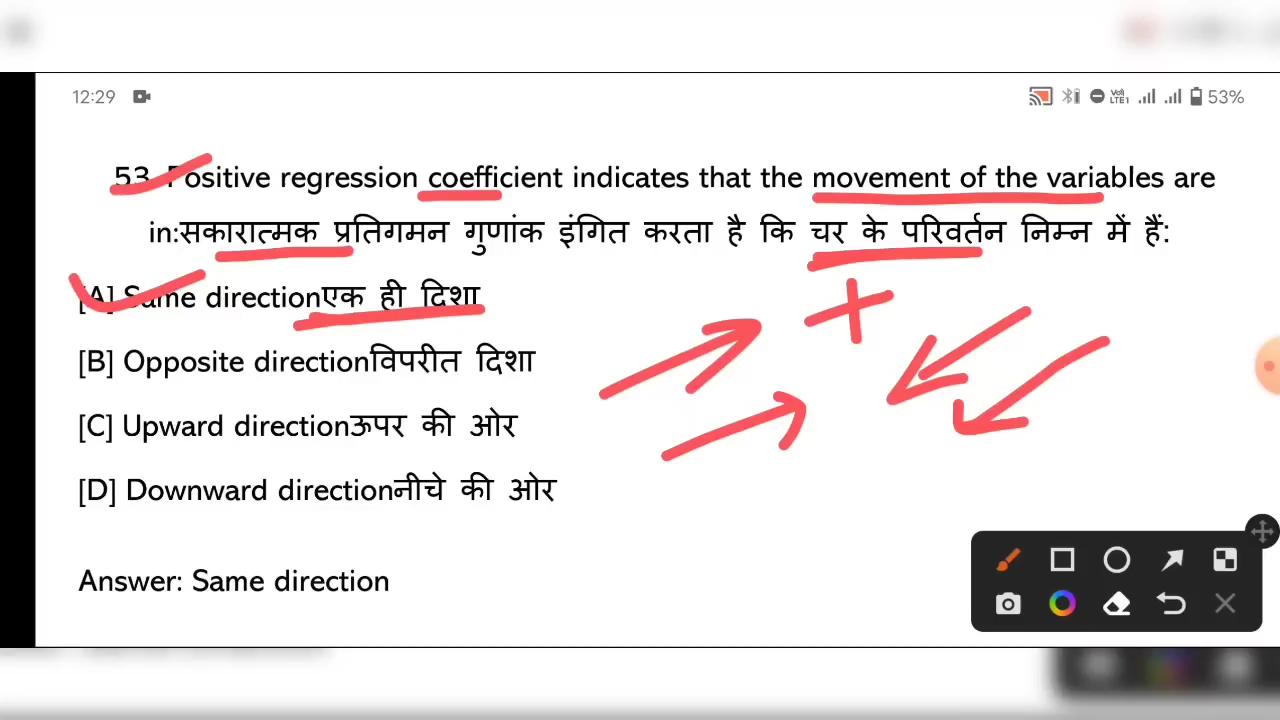 12:29
Vol) LTE1 53%
53. Positive regression coefficient indicates that the movement of the variables are
in:सकारात्मक प्रतिगमन गुणांक इंगित करता है कि चर के परिवर्तन निम्न में हैं:
[A] Same directionएक ही दिशा
[B] Opposite directionविपरीत दिशा
[C] Upward directionऊपर की ओर
[D] Downward directionनीचे की ओर
Answer: Same direction